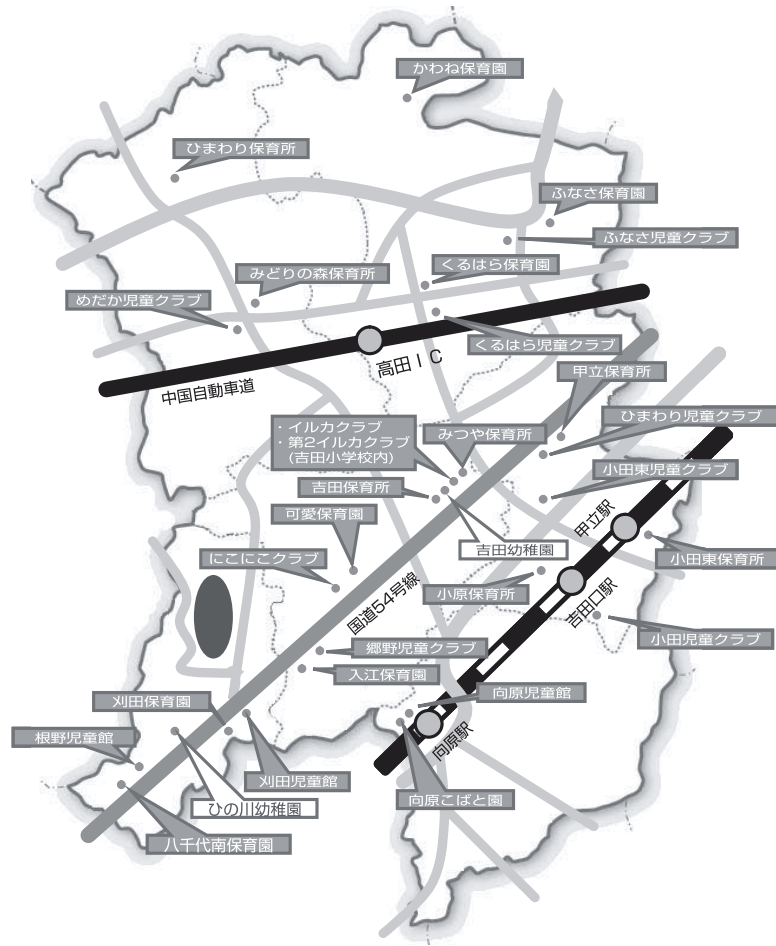 かわね保育園
ひまわり保育所
ふなさ保育園
ふなさ児童クラブ
くるはら保育園
みどりの森保育所
めだか児童クラブ
くるはら児童クラブ
高田ＩＣ
中国自動車道
甲立保育所
・イルカクラブ
・第2イルカクラブ
(吉田小学校内)
みつや保育所
ひまわり児童クラブ
小田東児童クラブ
吉田保育所
可愛保育園
甲立駅
吉田幼稚園
にこにこクラブ
小田東保育所
国道54号線
小原保育所
吉田口駅
小田児童クラブ
郷野児童クラブ
入江保育園
刈田保育園
向原児童館
根野児童館
向原駅
刈田児童館
ひの川幼稚園
向原こばと園
八千代南保育園